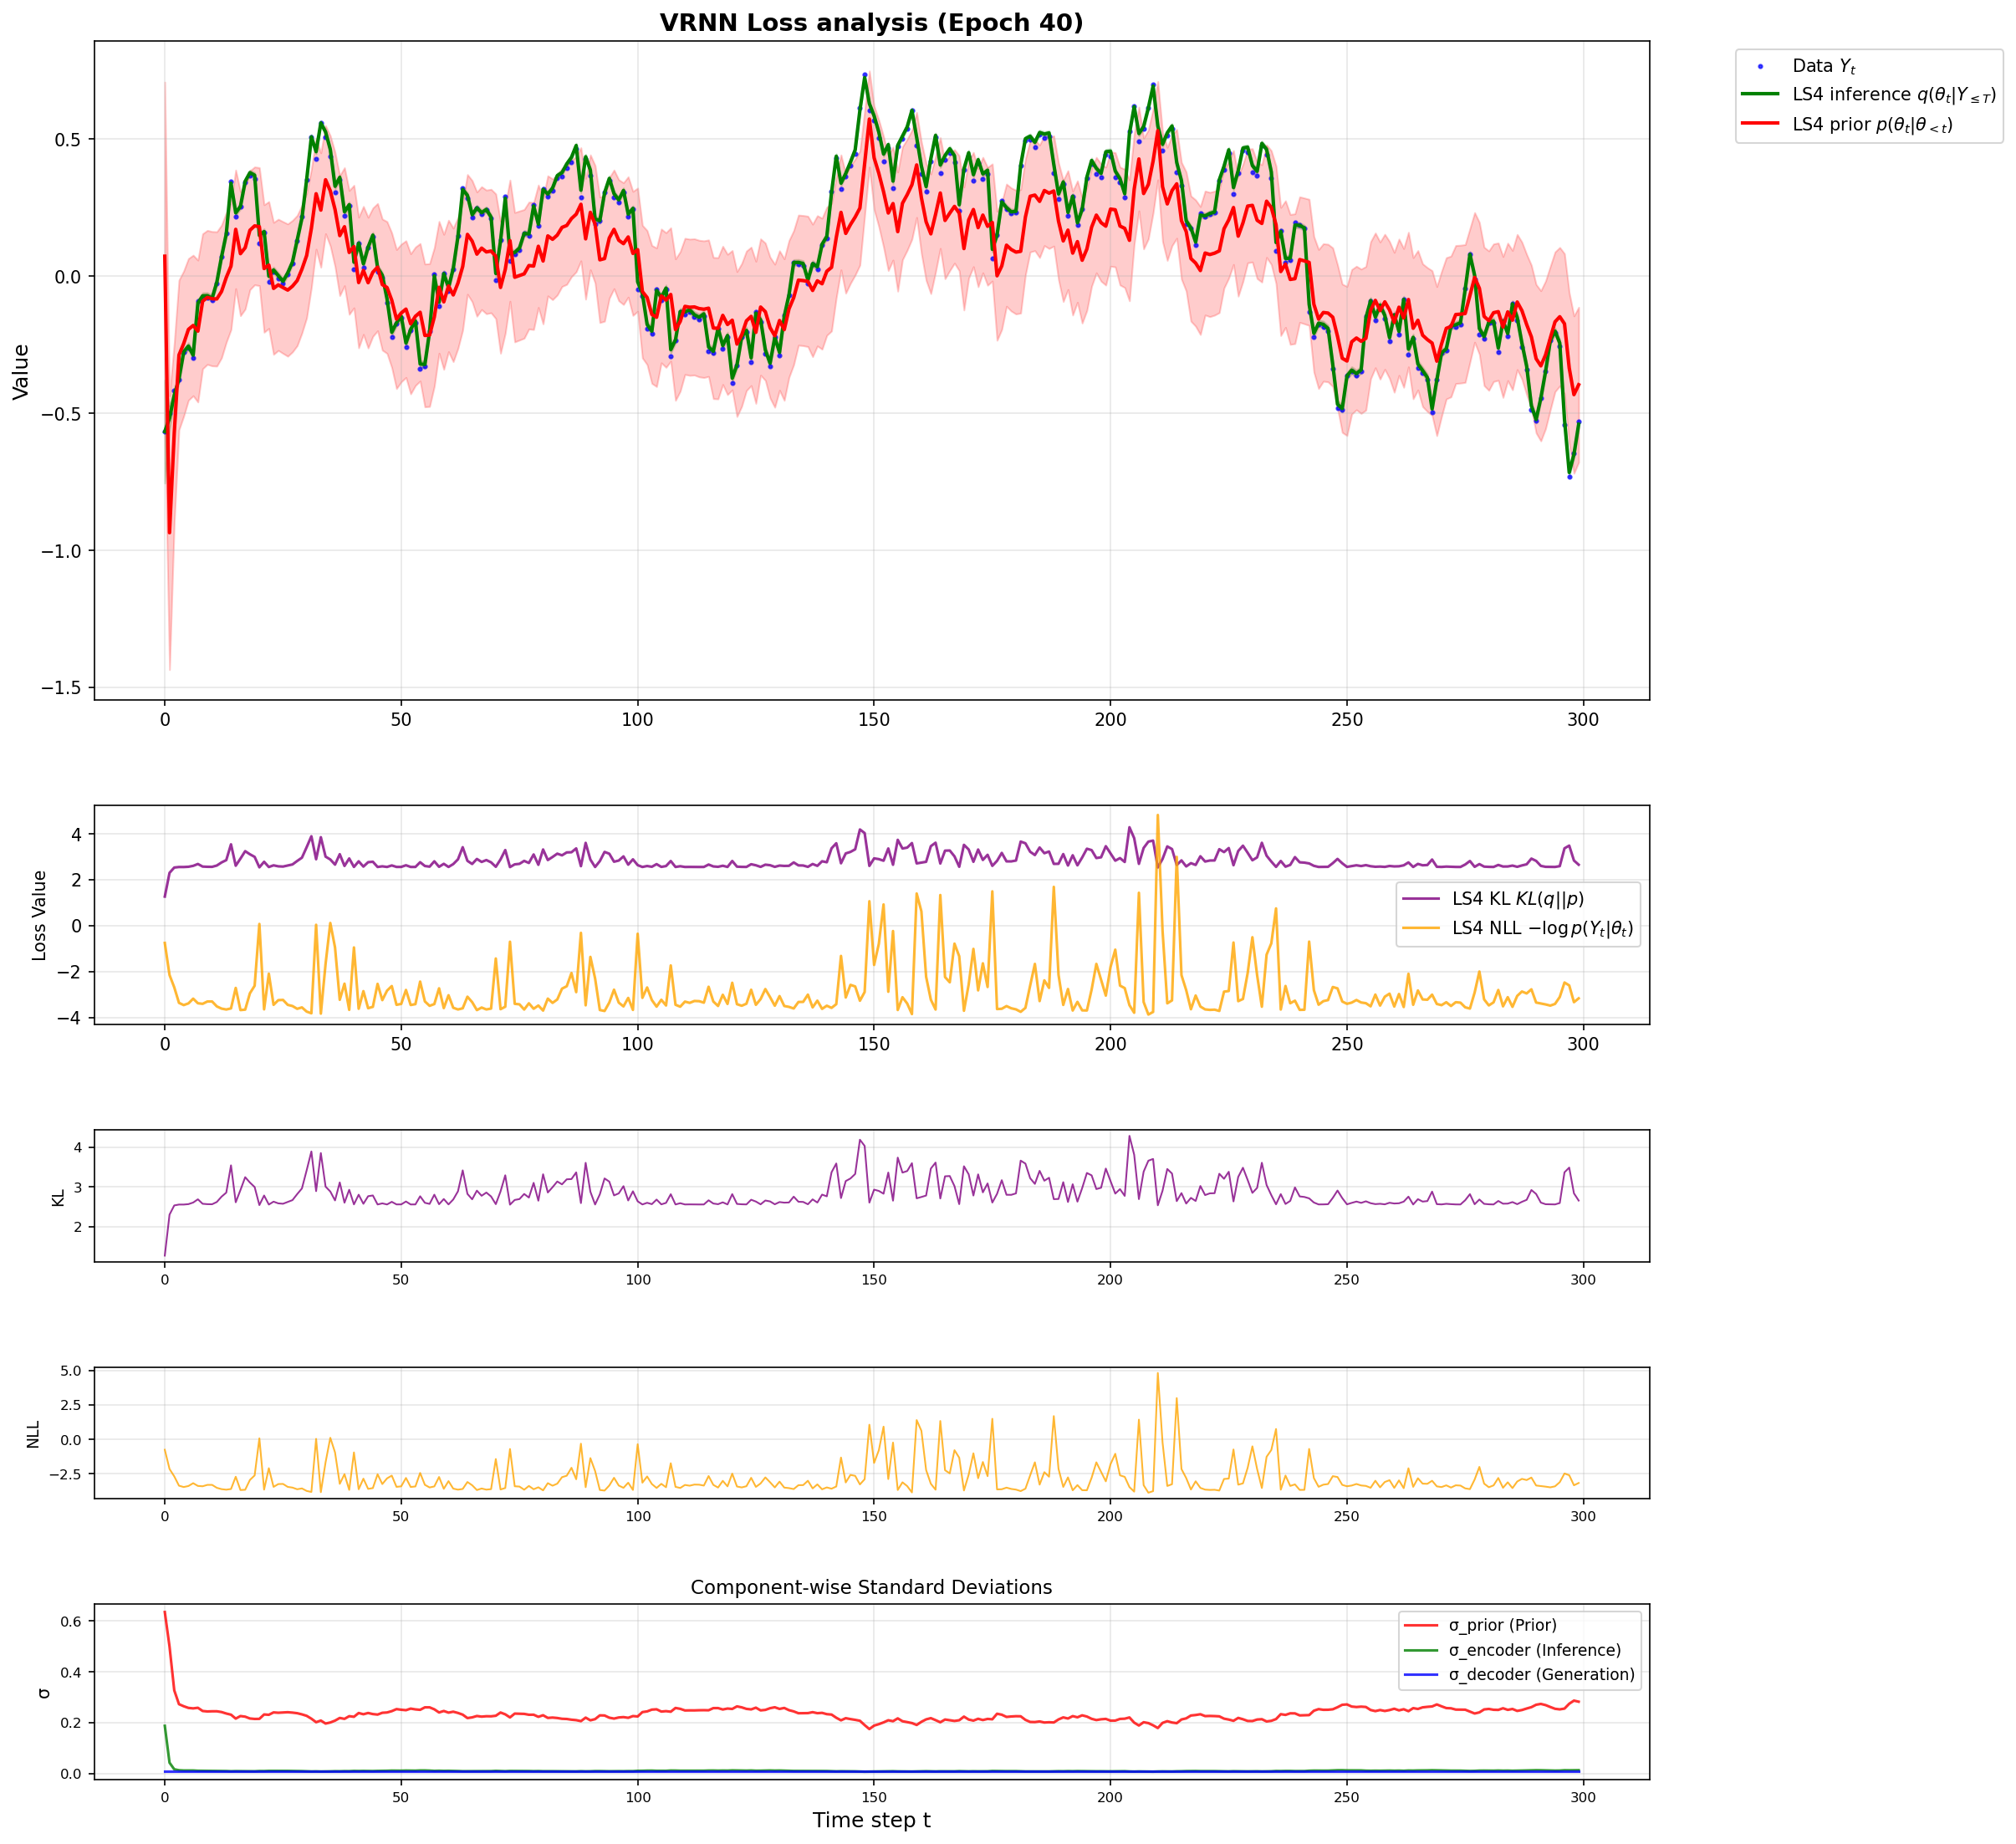 VRNN Loss analysis (Epoch 40)
Data Y_t
LS4 inference q(θ_t|Y_≤T)
LS4 prior p(θ_t|θ_<t)
Value
0.5
0.0
−0.5
−1.0
−1.5
0 50 100 150 200 250 300
Loss Value
4
2
0
−2
−4
LS4 KL KL(q||p)
LS4 NLL −log p(Y_t|θ_t)
0 50 100 150 200 250 300
KL
4
3
2
0 50 100 150 200 250 300
NLL
5.0
2.5
0.0
−2.5
0 50 100 150 200 250 300
Component-wise Standard Deviations
σ
0.6
0.4
0.2
0.0
σ_prior (Prior)
σ_encoder (Inference)
σ_decoder (Generation)
0 50 100 150 200 250 300
Time step t